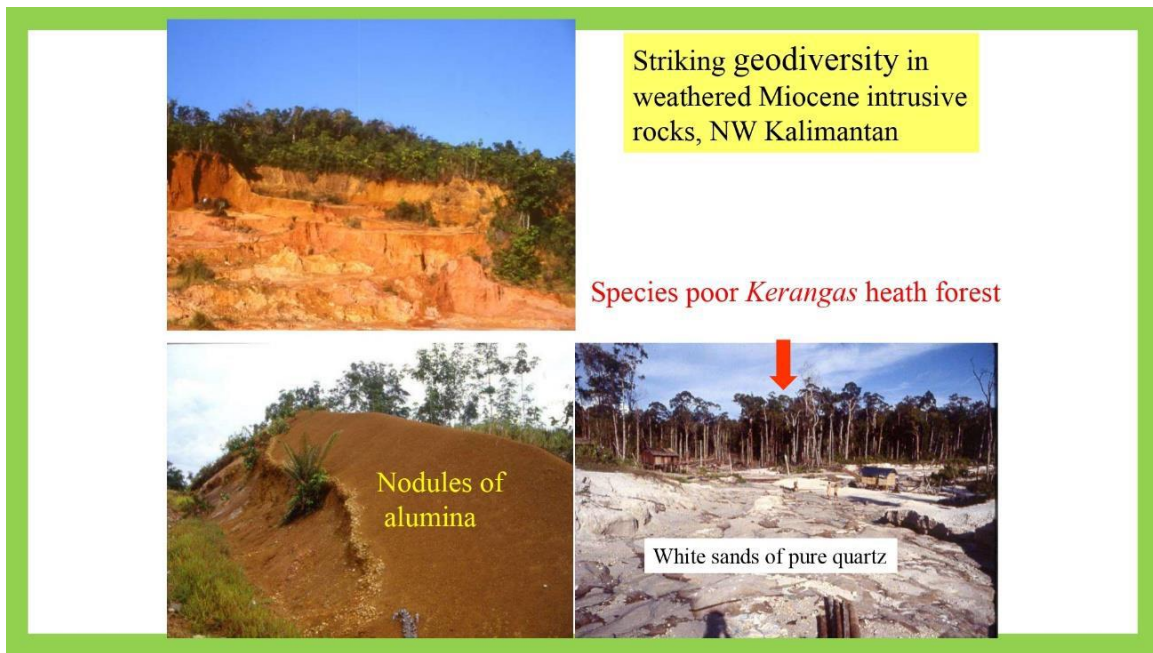 Striking geodiversity in
weathered Miocene intrusive
rocks, NW Kalimantan
Species poor Kerangas heath forest
Nodules of
alumina
White sands of pure quartz